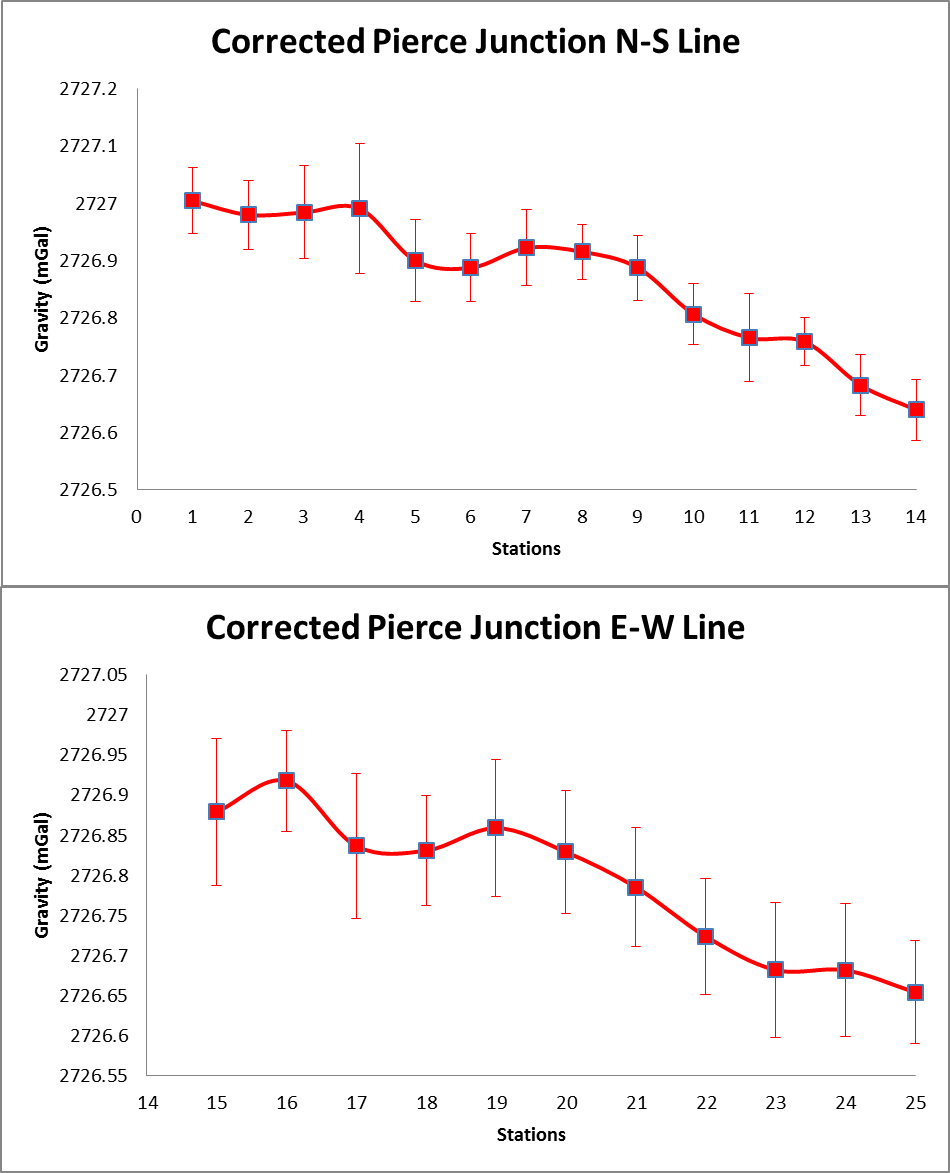 Corrected Pierce Junction N-S Line
2727.2
2727.1
2727
2726.9
2726.8
2726.7
2726.6
2726.5
Gravity (mGal)
0 1 2 3 4 5 6 7 8 9 10 11 12 13 14
Stations
Corrected Pierce Junction E-W Line
2727.05
2727
2726.95
2726.9
2726.85
2726.8
2726.75
2726.7
2726.65
2726.6
2726.55
Gravity (mGal)
14 15 16 17 18 19 20 21 22 23 24 25
Stations